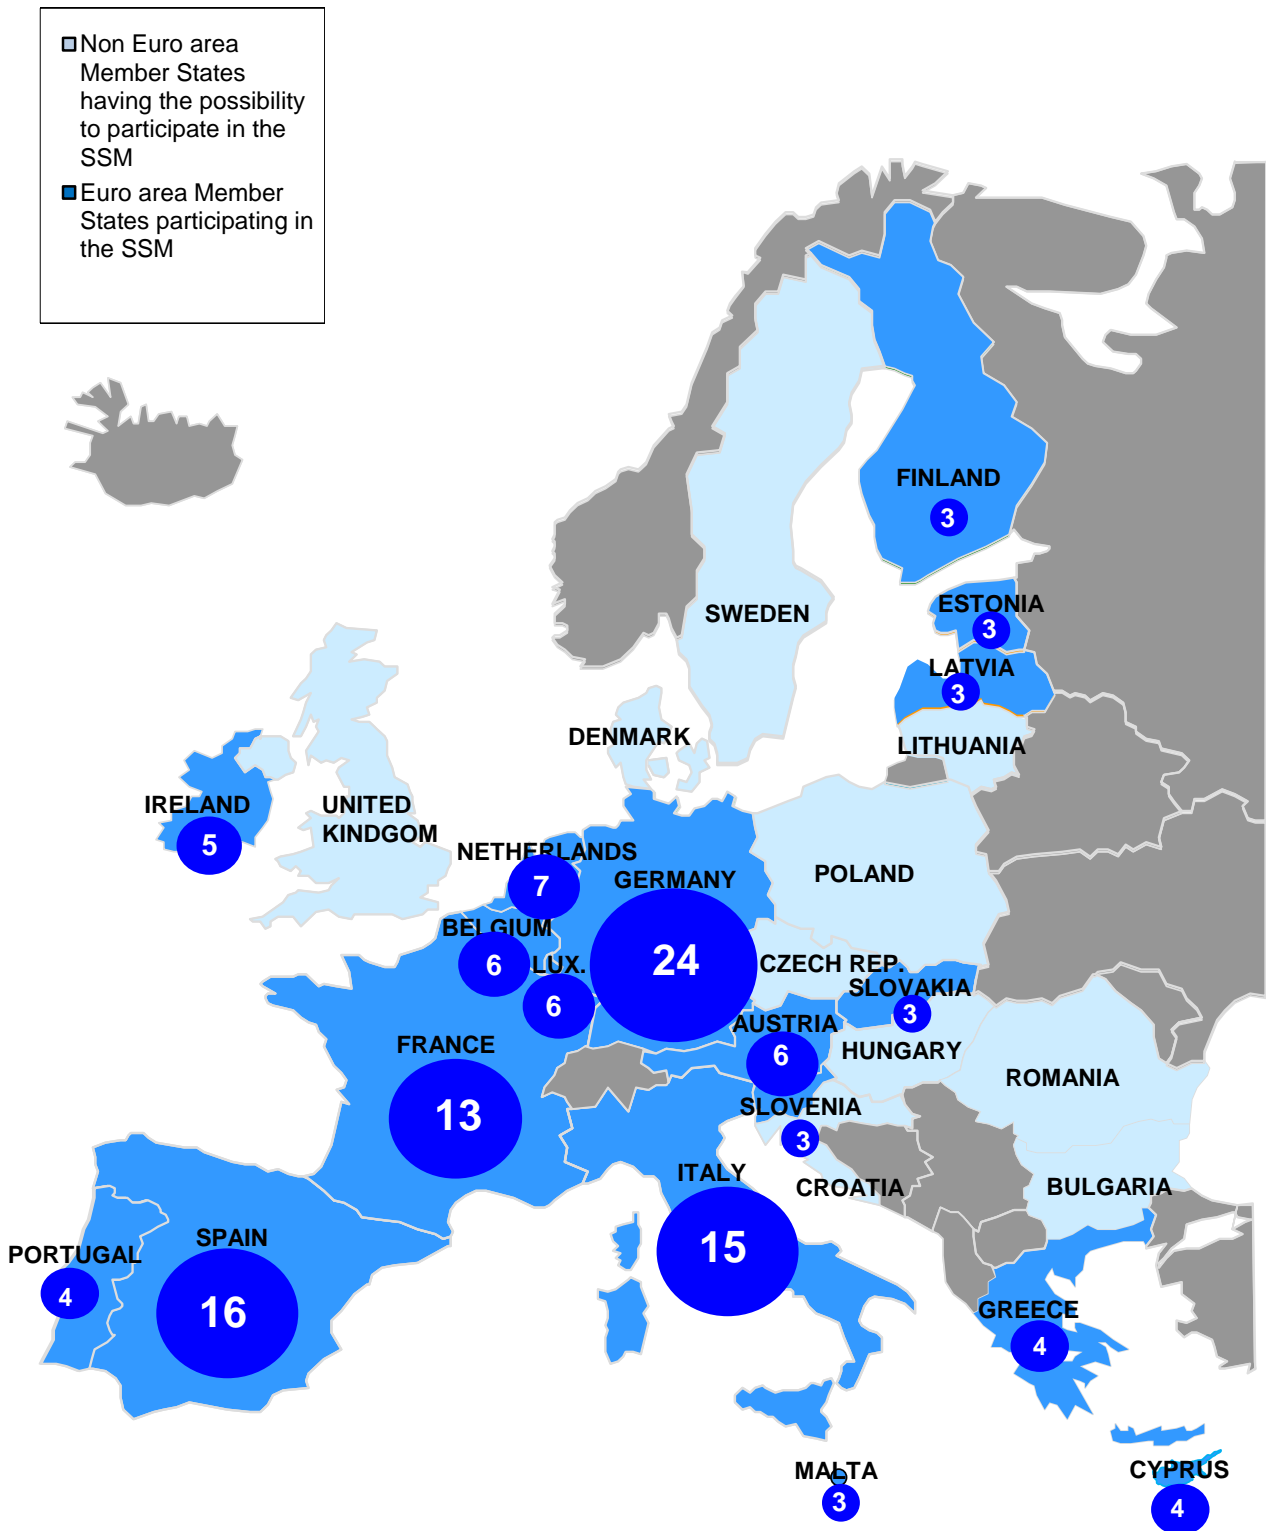 Non Euro area
Member States
having the possibility
to participate in the
SSM
Euro area Member
States participating in
the SSM
FINLAND
3
SWEDEN
ESTONIA
3
LATVIA
3
DENMARK
LITHUANIA
IRELAND
5
UNITED
KINDGOM
NETHERLANDS
7
GERMANY
24
POLAND
BELGIUM
6
LUX.
6
CZECH REP.
SLOVAKIA
3
AUSTRIA
6
FRANCE
13
HUNGARY
ROMANIA
SLOVENIA
3
ITALY
15
CROATIA
BULGARIA
SPAIN
16
PORTUGAL
4
GREECE
4
MALTA
3
CYPRUS
4